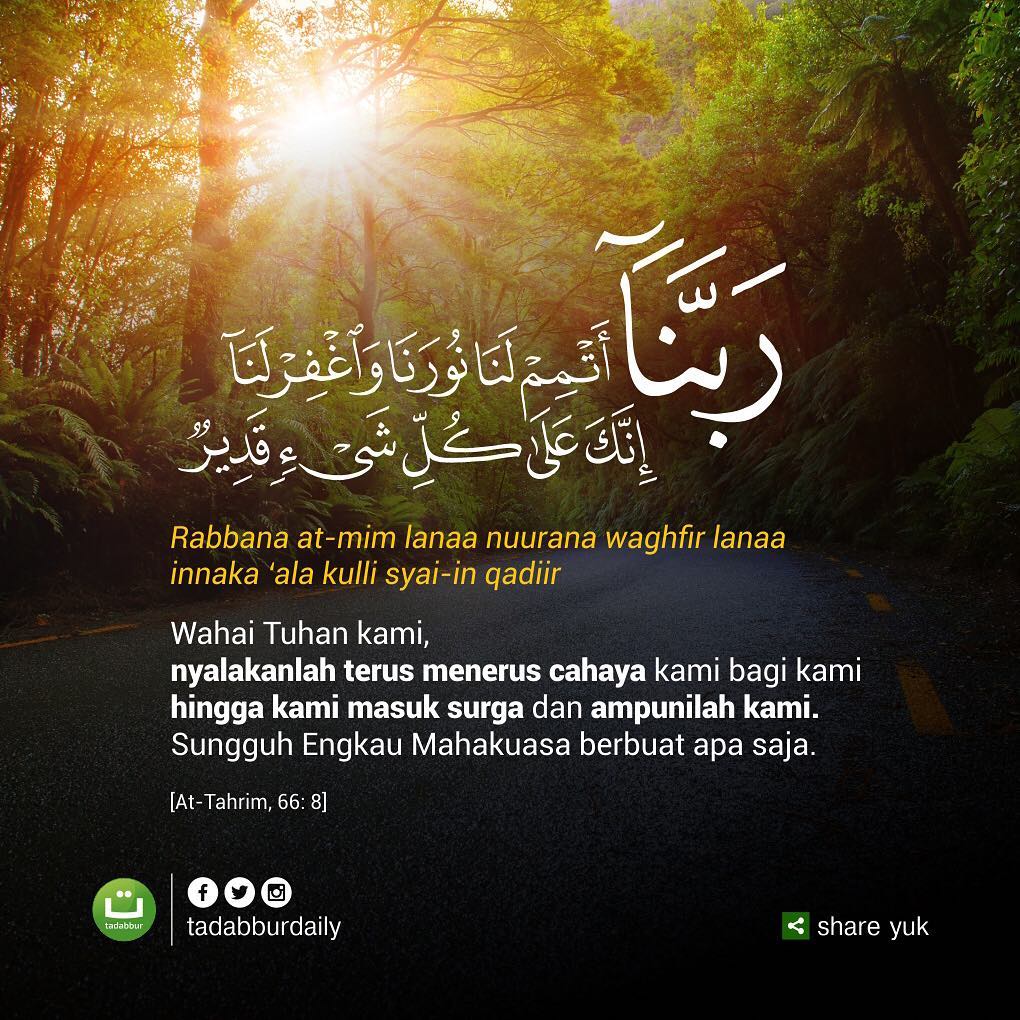 رَبَّنَآ أَتْمِمْ لَنَا نُورَنَا وَٱغْفِرْ لَنَآ
إِنَّكَ عَلَىٰ كُلِّ شَىْءٍ قَدِيرٌ
Rabbana at-mim lanaa nuurana waghfir lanaa
innaka ‘ala kulli syai-in qadiir
Wahai Tuhan kami,
nyalakanlah terus menerus cahaya kami bagi kami
hingga kami masuk surga dan ampunilah kami.
Sungguh Engkau Mahakuasa berbuat apa saja.
[At-Tahrim, 66: 8]
ت
tadabbur
tadabburdaily
share yuk